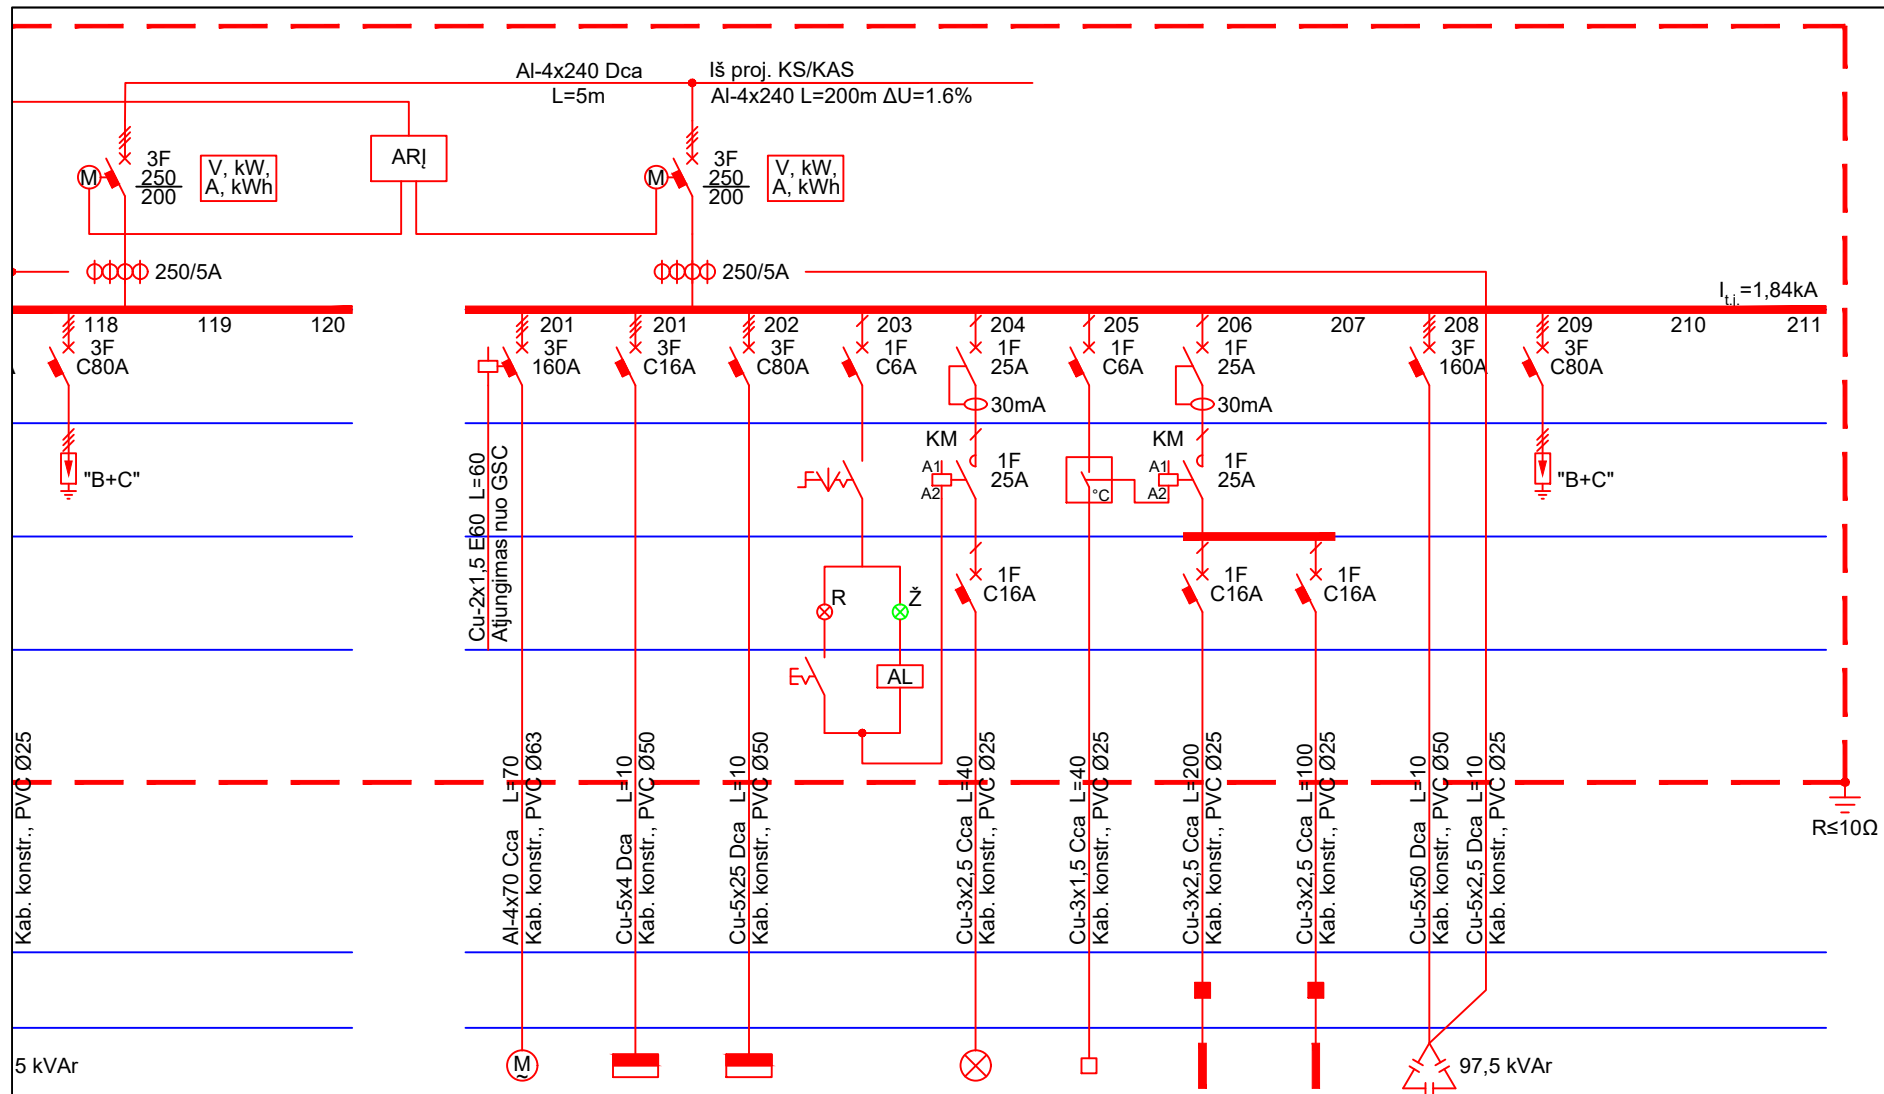 Al-4x240 Dca
L=5m
Iš proj. KS/KAS
Al-4x240 L=200m ΔU=1.6%
ARĮ
M
3F
250
200
V, kW,
A, kWh
M
3F
250
200
V, kW,
A, kWh
250/5A
250/5A
I t.j.=1,84kA
118
119
120
201
201
202
203
204
205
206
207
208
209
210
211
3F
C80A
3F
160A
3F
C16A
3F
C80A
1F
C6A
1F
25A
1F
C6A
1F
25A
3F
160A
3F
C80A
30mA
30mA
"B+C"
KM
A1
A2
1F
25A
°C
KM
A1
A2
1F
25A
"B+C"
Cu-2x1,5 E60 L=60
Atjungimas nuo GSC
R
Ž
AL
1F
C16A
1F
C16A
1F
C16A
Kab. konstr., PVC Ø25
Al-4x70 Cca L=70
Kab. konstr., PVC Ø63
Cu-5x4 Dca L=10
Kab. konstr., PVC Ø50
Cu-5x25 Dca L=10
Kab. konstr., PVC Ø50
Cu-3x2,5 Cca L=40
Kab. konstr., PVC Ø25
Cu-3x1,5 Cca L=40
Kab. konstr., PVC Ø25
Cu-3x2,5 Cca L=200
Kab. konstr., PVC Ø25
Cu-3x2,5 Cca L=100
Kab. konstr., PVC Ø25
Cu-5x50 Dca L=10
Kab. konstr., PVC Ø50
Cu-5x2,5 Dca L=10
Kab. konstr., PVC Ø25
R≤10Ω
5 kVAr
M
~
97,5 kVAr